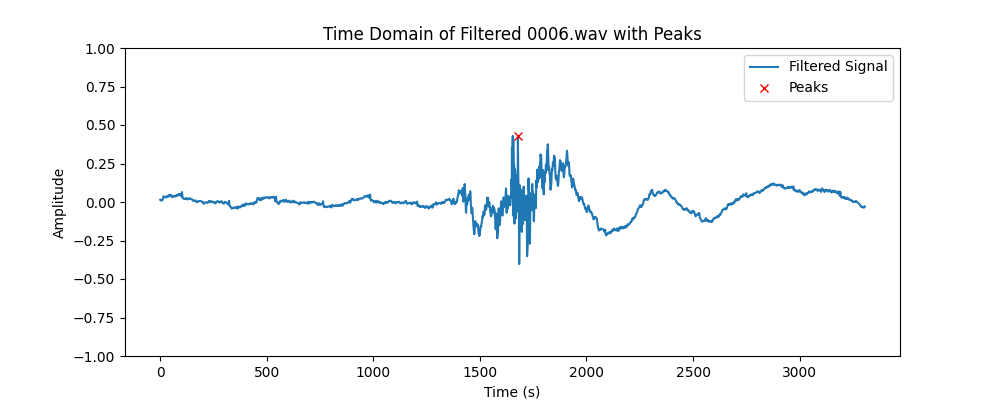 Time Domain of Filtered 0006.wav with Peaks
1.00
0.75
0.50
0.25
0.00
−0.25
−0.50
−0.75
−1.00
Amplitude
Filtered Signal
Peaks
0 500 1000 1500 2000 2500 3000
Time (s)